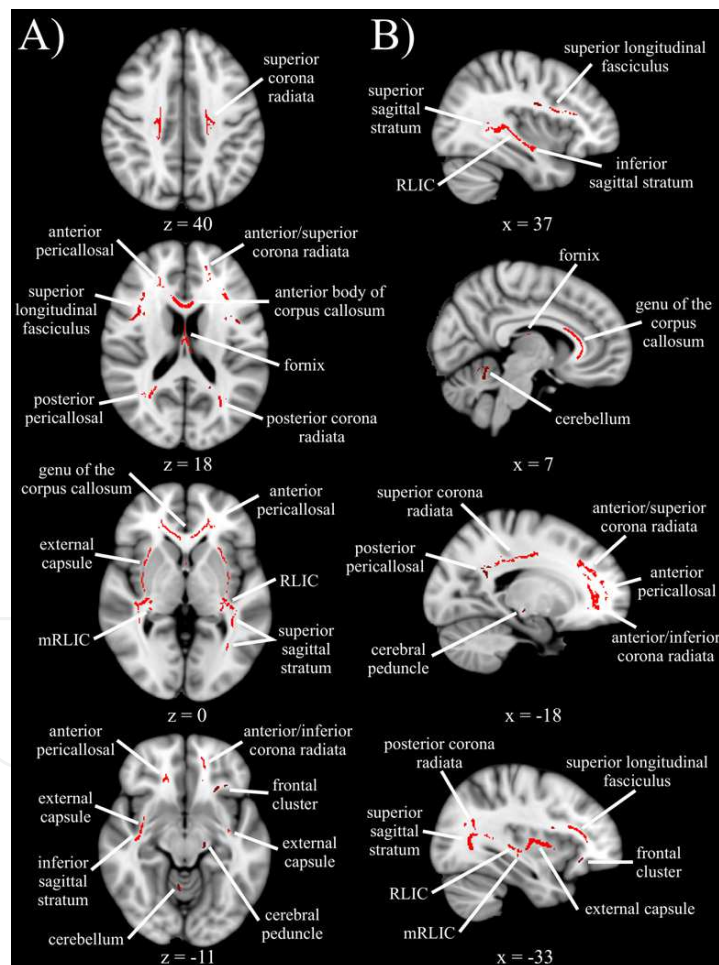 A)
superior
corona
radiata
z = 40
anterior
pericallosal
anterior/superior
corona radiata
superior
longitudinal
fasciculus
anterior body of
corpus callosum
fornix
posterior
pericallosal
posterior corona
radiata
z = 18
genu of the
corpus callosum
anterior
pericallosal
external
capsule
RLIC
mRLIC
superior
sagittal
stratum
z = 0
anterior
pericallosal
anterior/inferior
corona radiata
frontal
cluster
external
capsule
external
capsule
inferior
sagittal
stratum
cerebral
peduncle
cerebellum
z = -11
B)
superior longitudinal
fasciculus
superior
sagittal
stratum
RLIC
inferior
sagittal stratum
x = 37
fornix
genu of the
corpus
callosum
cerebellum
x = 7
superior corona
radiata
anterior/superior
corona radiata
posterior
pericallosal
anterior
pericallosal
cerebral
peduncle
anterior/inferior
corona radiata
x = -18
posterior corona
radiata
superior longitudinal
fasciculus
superior
sagittal
stratum
frontal
cluster
RLIC
external capsule
mRLIC
x = -33